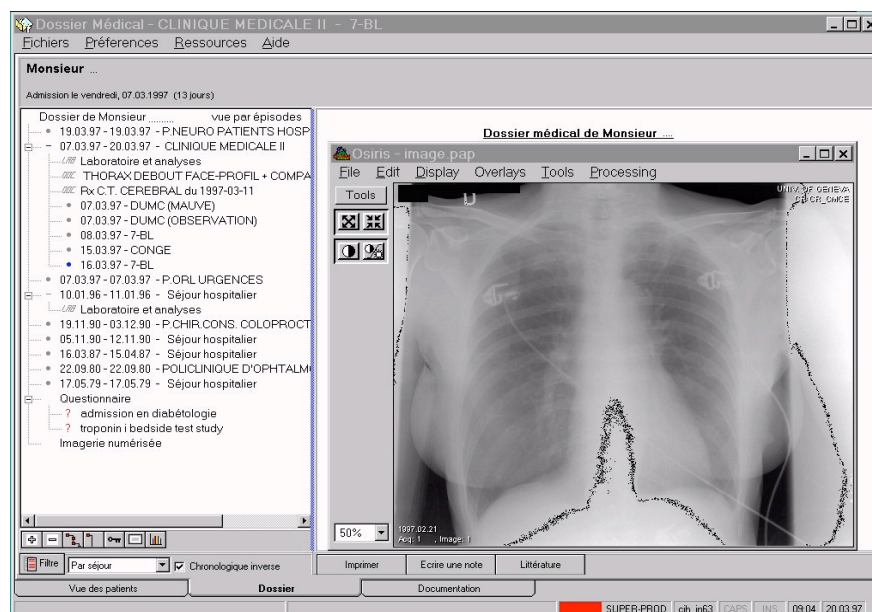 Dossier Médical - CLINIQUE MEDICALE II - 7-BL
Fichiers Préferences Ressources Aide
Monsieur ...
Admission le vendredi, 07.03.1997 (13 jours)
Dossier de Monsieur ......... vue par épisodes
19.03.97 - 19.03.97 - P.NEURO PATIENTS HOSP
07.03.97 - 20.03.97 - CLINIQUE MEDICALE II
Laboratoire et analyses
THORAX DEBOUT FACE-PROFIL + COMPA
Rx C.T. CEREBRAL du 1997-03-11
07.03.97 - DUMC (MAUVE)
07.03.97 - DUMC (OBSERVATION)
08.03.97 - 7-BL
15.03.97 - CONGE
16.03.97 - 7-BL
07.03.97 - 07.03.97 - P.ORL URGENCES
10.01.96 - 11.01.96 - Séjour hospitalier
Laboratoire et analyses
19.11.90 - 03.12.90 - P.CHIR.CONS. COLOPROCT
05.11.90 - 12.11.90 - Séjour hospitalier
16.03.87 - 15.04.87 - Séjour hospitalier
22.09.80 - 22.09.80 - POLICLINIQUE D'OPHTALM
17.05.79 - 17.05.79 - Séjour hospitalier
Questionnaire
? admission en diabétologie
? troponin i bedside test study
Imagerie numérisée
Dossier médical de Monsieur ....
Osiris - image.pap
File Edit Display Overlays Tools Processing
Tools
UNIV. OF GENEVA
1997.02.21
Acq: 1 , Image: 1
50%
Filtre Par séjour Chronologique inverse
Imprimer Ecrire une note Littérature
Vue des patients Dossier Documentation
SUPER-PROD cih_in63 CAPS INS 09:04 20.03.97